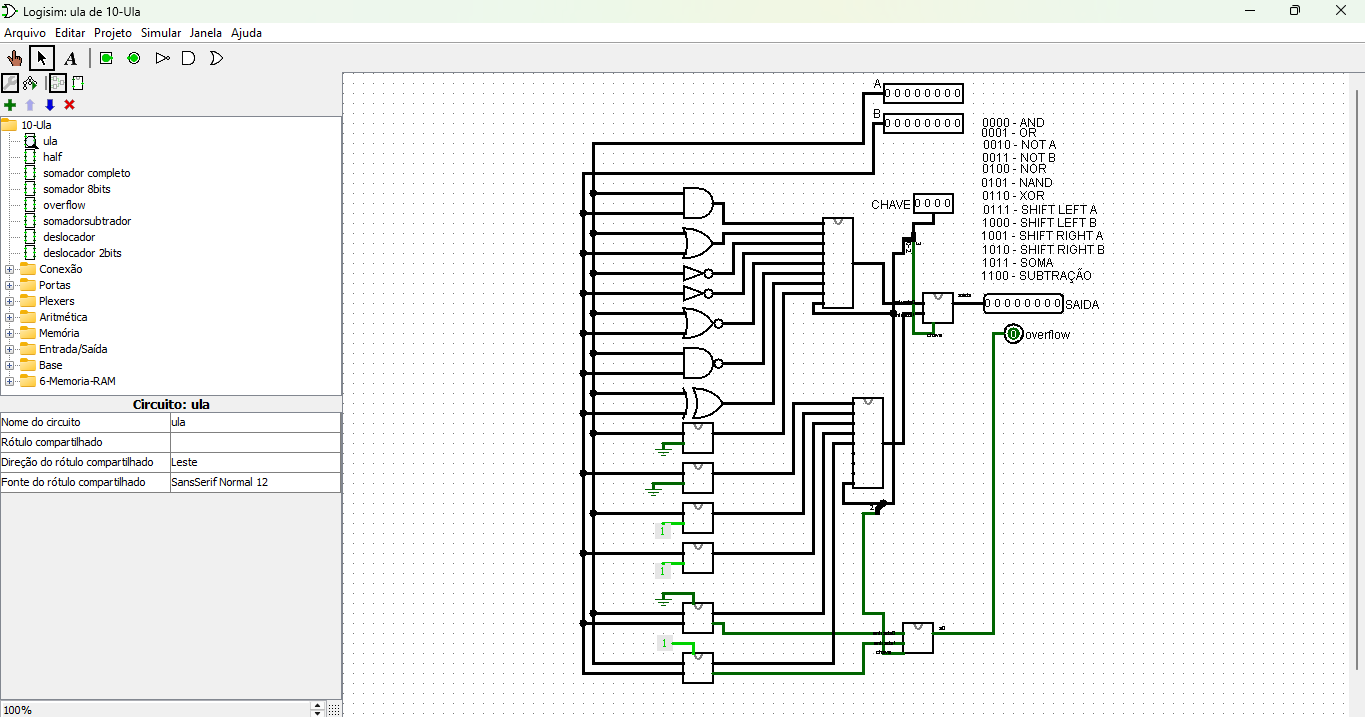 Logisim: ula de 10-Ula
Arquivo Editar Projeto Simular Janela Ajuda
A
10-Ula
ula
half
somador completo
somador 8bits
overflow
somadorsubtrador
deslocador
deslocador 2bits
Conexão
Portas
Plexers
Aritmética
Memória
Entrada/Saída
Base
6-Memoria-RAM
Circuito: ula
Nome do circuito ula
Rótulo compartilhado
Direção do rótulo compartilhado Leste
Fonte do rótulo compartilhado SansSerif Normal 12
100%
A 0 0 0 0 0 0 0 0
B 0 0 0 0 0 0 0 0
0000 - AND
0001 - OR
0010 - NOT A
0011 - NOT B
0100 - NOR
0101 - NAND
0110 - XOR
0111 - SHIFT LEFT A
1000 - SHIFT LEFT B
1001 - SHIFT RIGHT A
1010 - SHIFT RIGHT B
1011 - SOMA
1100 - SUBTRAÇÃO
CHAVE 0 0 0 0
saida
0 0 0 0 0 0 0 0 SAIDA
chave
0 overflow
1
1
1
chave